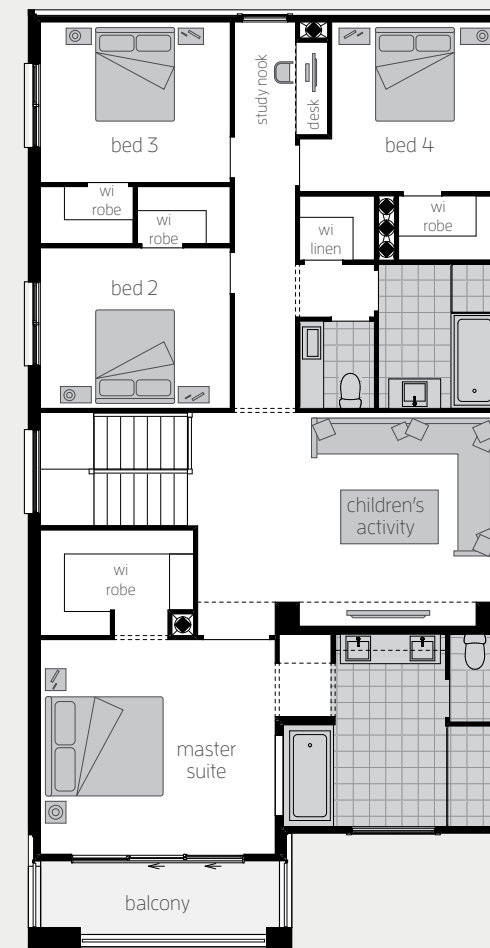 study nook
desk
bed 3
bed 4
wi
robe
wi
robe
wi
linen
wi
robe
bed 2
children's
activity
wi
robe
master
suite
balcony